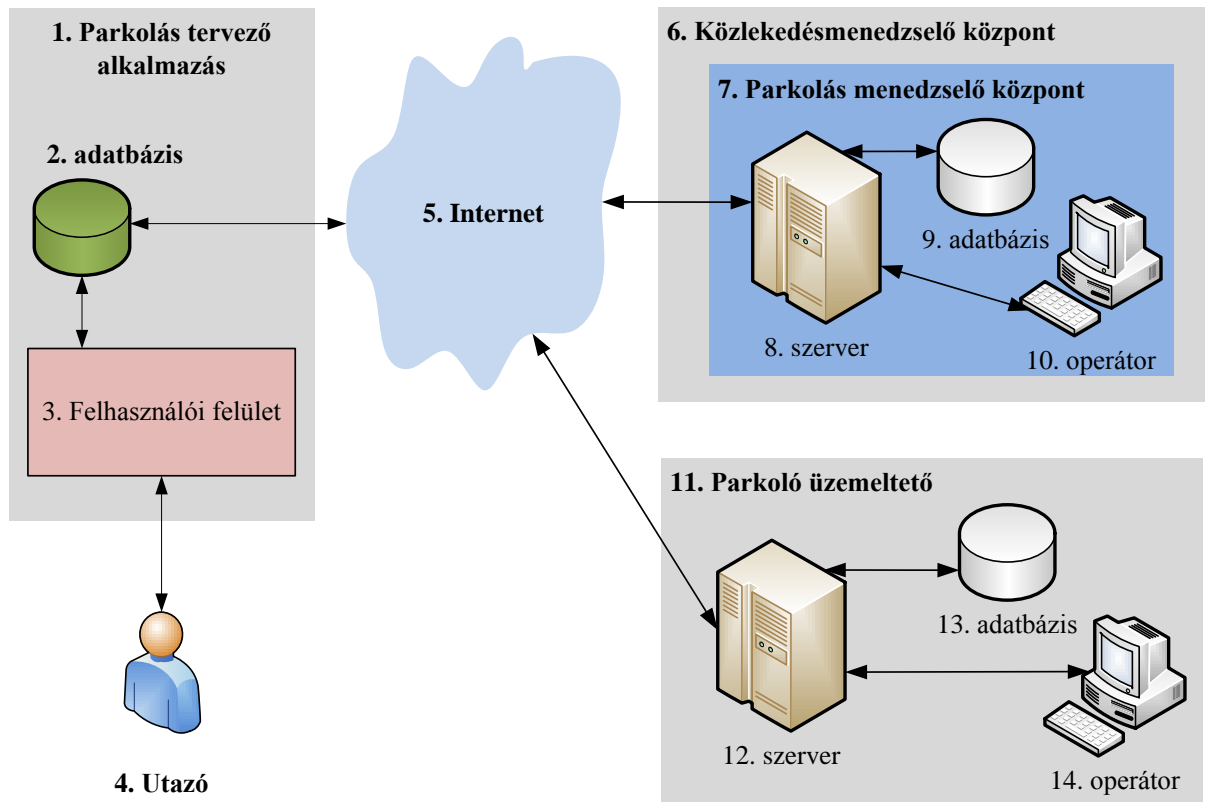 1. Parkolás tervező
alkalmazás
2. adatbázis
3. Felhasználói felület
4. Utazó
5. Internet
6. Közlekedésmenedzselő központ
7. Parkolás menedzselő központ
8. szerver
9. adatbázis
10. operátor
11. Parkoló üzemeltető
12. szerver
13. adatbázis
14. operátor